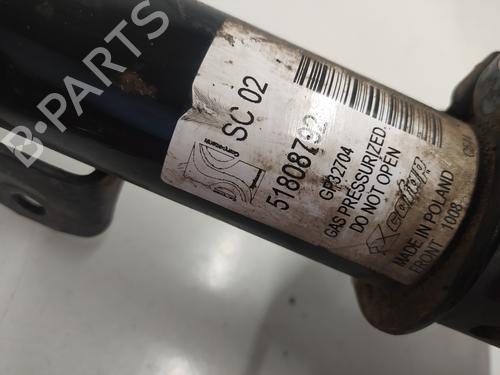 B-PARTS
SC 02
51808792
GP32704
GAS PRESSURIZED.
DO NOT OPEN
MADE IN POLAND
FRONT 1008